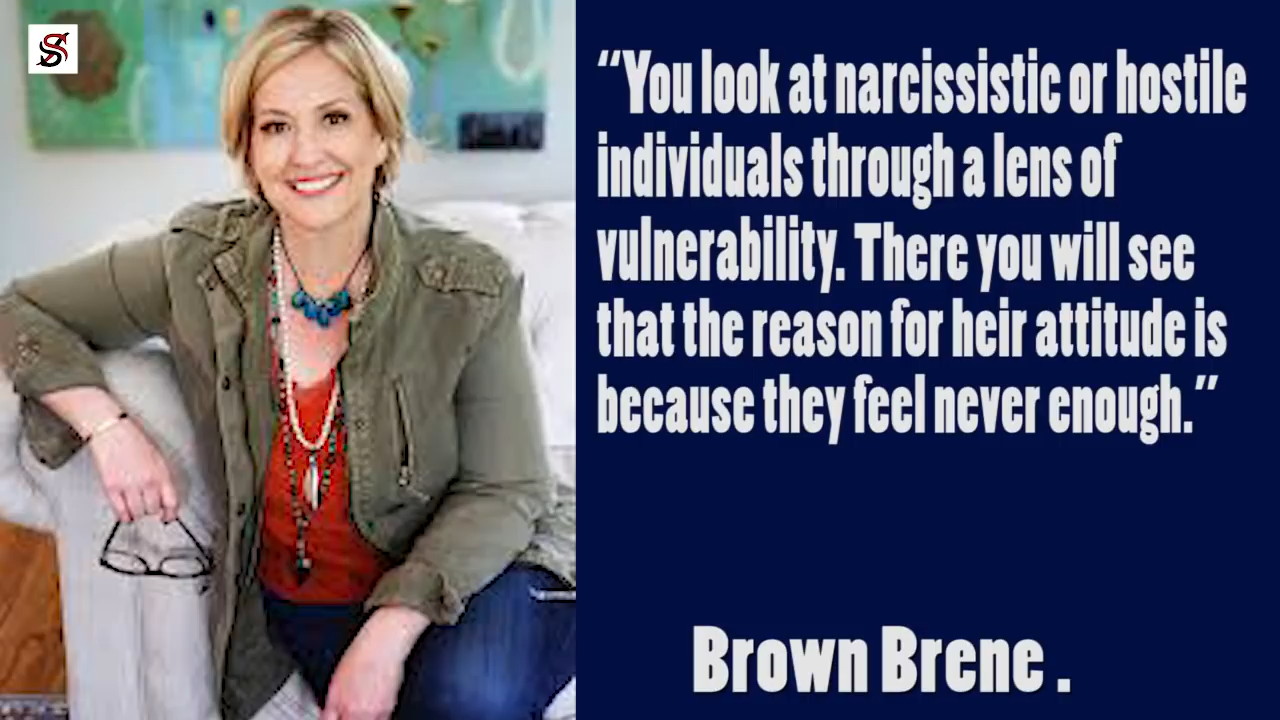 “You look at narcissistic or hostile
individuals through a lens of
vulnerability. There you will see
that the reason for heir attitude is
because they feel never enough.”
Brown Brene .